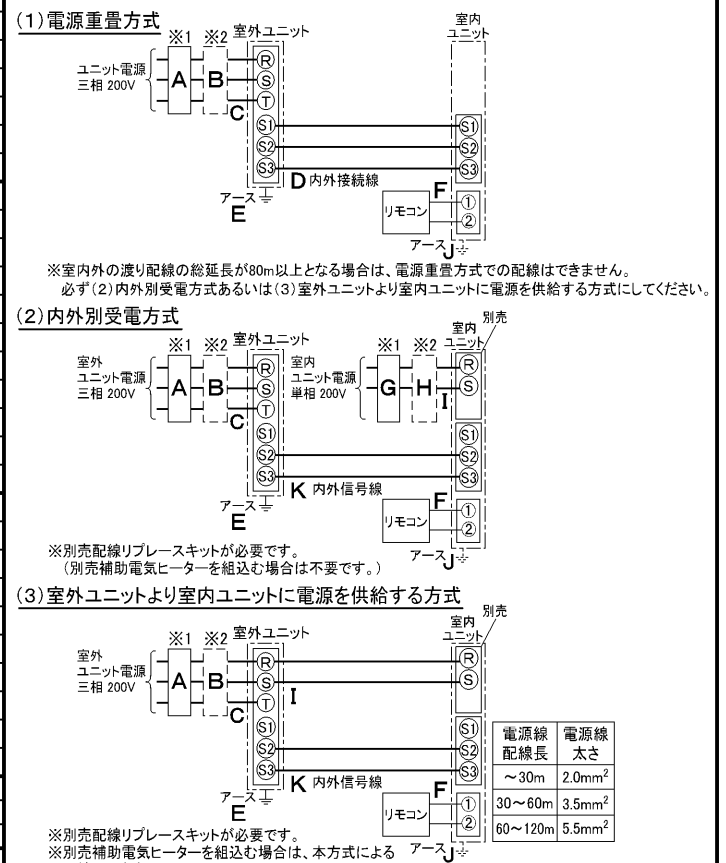 (1)電源重畳方式
※1 ※2 室外ユニット
室内
ユニット
ユニット電源
三相 200V
A B
R
S
T
C
S1 S1
S2 S2
S3 S3
D 内外接続線
アース
E
F
リモコン
①
②
アース J
※室内外の渡り配線の総延長が80m以上となる場合は、電源重畳方式での配線はできません。
必ず(2)内外別受電方式あるいは(3)室外ユニットより室内ユニットに電源を供給する方式にしてください。
(2)内外別受電方式
※1 ※2 室外ユニット
※1 ※2 室内
ユニット
別売
室外
ユニット電源
三相 200V
A B
R
S
T
C
室内
ユニット電源
単相 200V
G H
I
R
S
S1 S1
S2 S2
S3 S3
K 内外信号線
アース
E
F
リモコン
①
②
アース J
※別売配線リプレースキットが必要です。
(別売補助電気ヒーターを組込む場合は不要です。)
(3)室外ユニットより室内ユニットに電源を供給する方式
※1 ※2 室外ユニット
室内
ユニット
別売
室外
ユニット電源
三相 200V
A B
R R
S S
T
C
I
S1 S1
S2 S2
S3 S3
K 内外信号線
アース
E
F
リモコン
①
②
アース J
電源線
配線長
電源線
太さ
~30m 2.0mm²
30~60m 3.5mm²
60~120m 5.5mm²
※別売配線リプレースキットが必要です。
※別売補助電気ヒーターを組込む場合は、本方式による